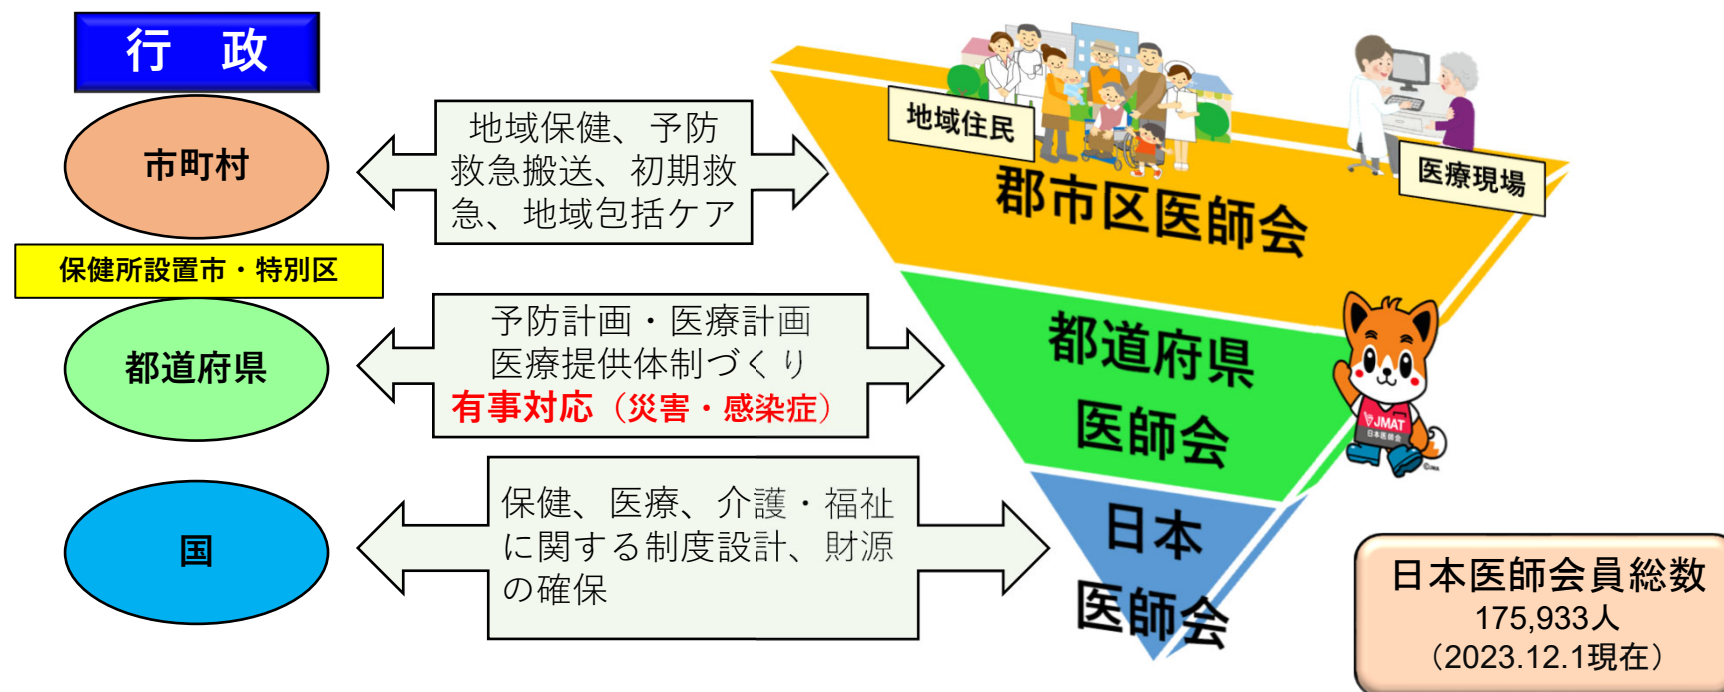 行 政
市町村
保健所設置市・特別区
都道府県
国
地域保健、予防
救急搬送、初期救
急、地域包括ケア
予防計画・医療計画
医療提供体制づくり
有事対応（災害・感染症）
保健、医療、介護・福祉
に関する制度設計、財源
の確保
地域住民
医療現場
郡市区医師会
都道府県
医師会
日本
医師会
JMAT
日本医師会
日本医師会員総数
175,933人
（2023.12.1現在）